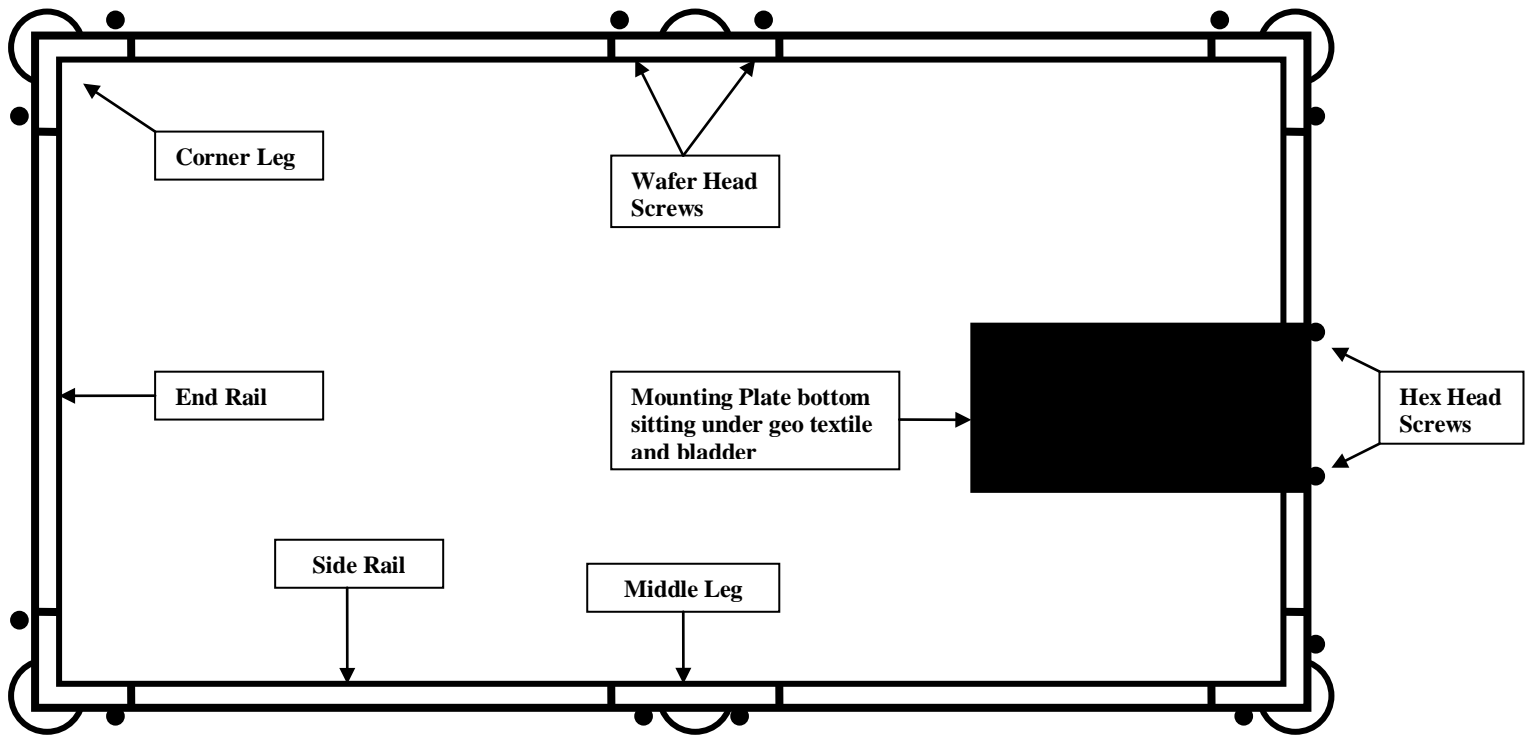 Corner Leg
Wafer Head
Screws
End Rail
Mounting Plate bottom
sitting under geo textile
and bladder
Hex Head
Screws
Side Rail
Middle Leg